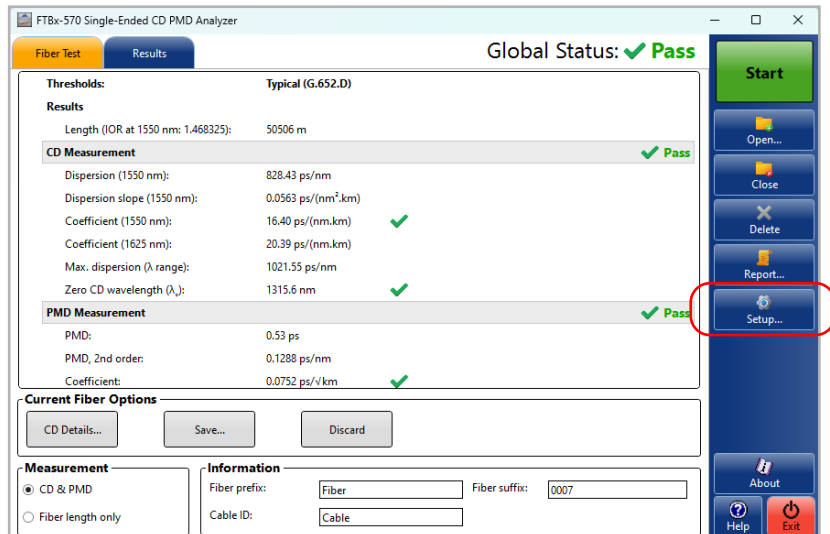 FTBx-570 Single-Ended CD PMD Analyzer
Fiber Test
Results
Global Status: ✔ Pass
Thresholds: Typical (G.652.D)
Results
Length (IOR at 1550 nm: 1.468325): 50506 m
CD Measurement ✔ Pass
Dispersion (1550 nm): 828.43 ps/nm
Dispersion slope (1550 nm): 0.0563 ps/(nm².km)
Coefficient (1550 nm): 16.40 ps/(nm.km) ✔
Coefficient (1625 nm): 20.39 ps/(nm.km)
Max. dispersion (λ range): 1021.55 ps/nm
Zero CD wavelength (λ₀): 1315.6 nm ✔
PMD Measurement ✔ Pass
PMD: 0.53 ps
PMD, 2nd order: 0.1288 ps/nm
Coefficient: 0.0752 ps/√km ✔
Current Fiber Options
CD Details... Save... Discard
Measurement
CD & PMD
Fiber length only
Information
Fiber prefix: Fiber Fiber suffix: 0007
Cable ID: Cable
Start
Open...
Close
Delete
Report...
Setup...
About
Help Exit